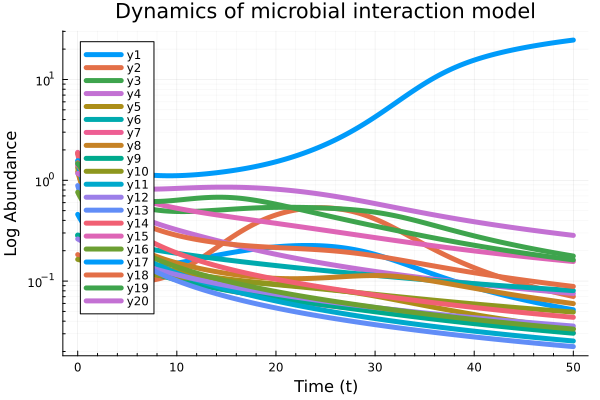 Dynamics of microbial interaction model
Log Abundance
10¹
10⁰
10⁻¹
y1
y2
y3
y4
y5
y6
y7
y8
y9
y10
y11
y12
y13
y14
y15
y16
y17
y18
y19
y20
0
10
20
30
40
50
Time (t)